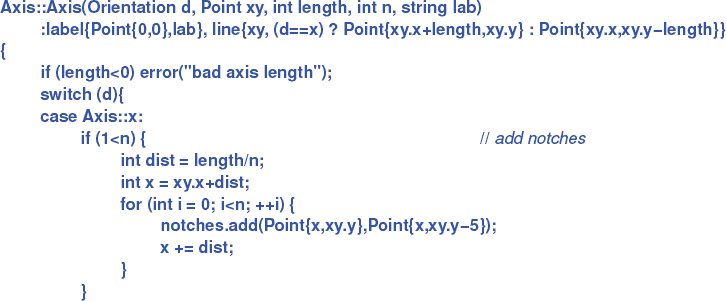 Axis::Axis(Orientation d, Point xy, int length, int n, string lab)
:label{Point{0,0},lab}, line{xy, (d==x) ? Point{xy.x+length,xy.y} : Point{xy.x,xy.y−length}}
{
if (length<0) error("bad axis length");
switch (d){
case Axis::x:
if (1<n) { // add notches
int dist = length/n;
int x = xy.x+dist;
for (int i = 0; i<n; ++i) {
notches.add(Point{x,xy.y},Point{x,xy.y−5});
x += dist;
}
}